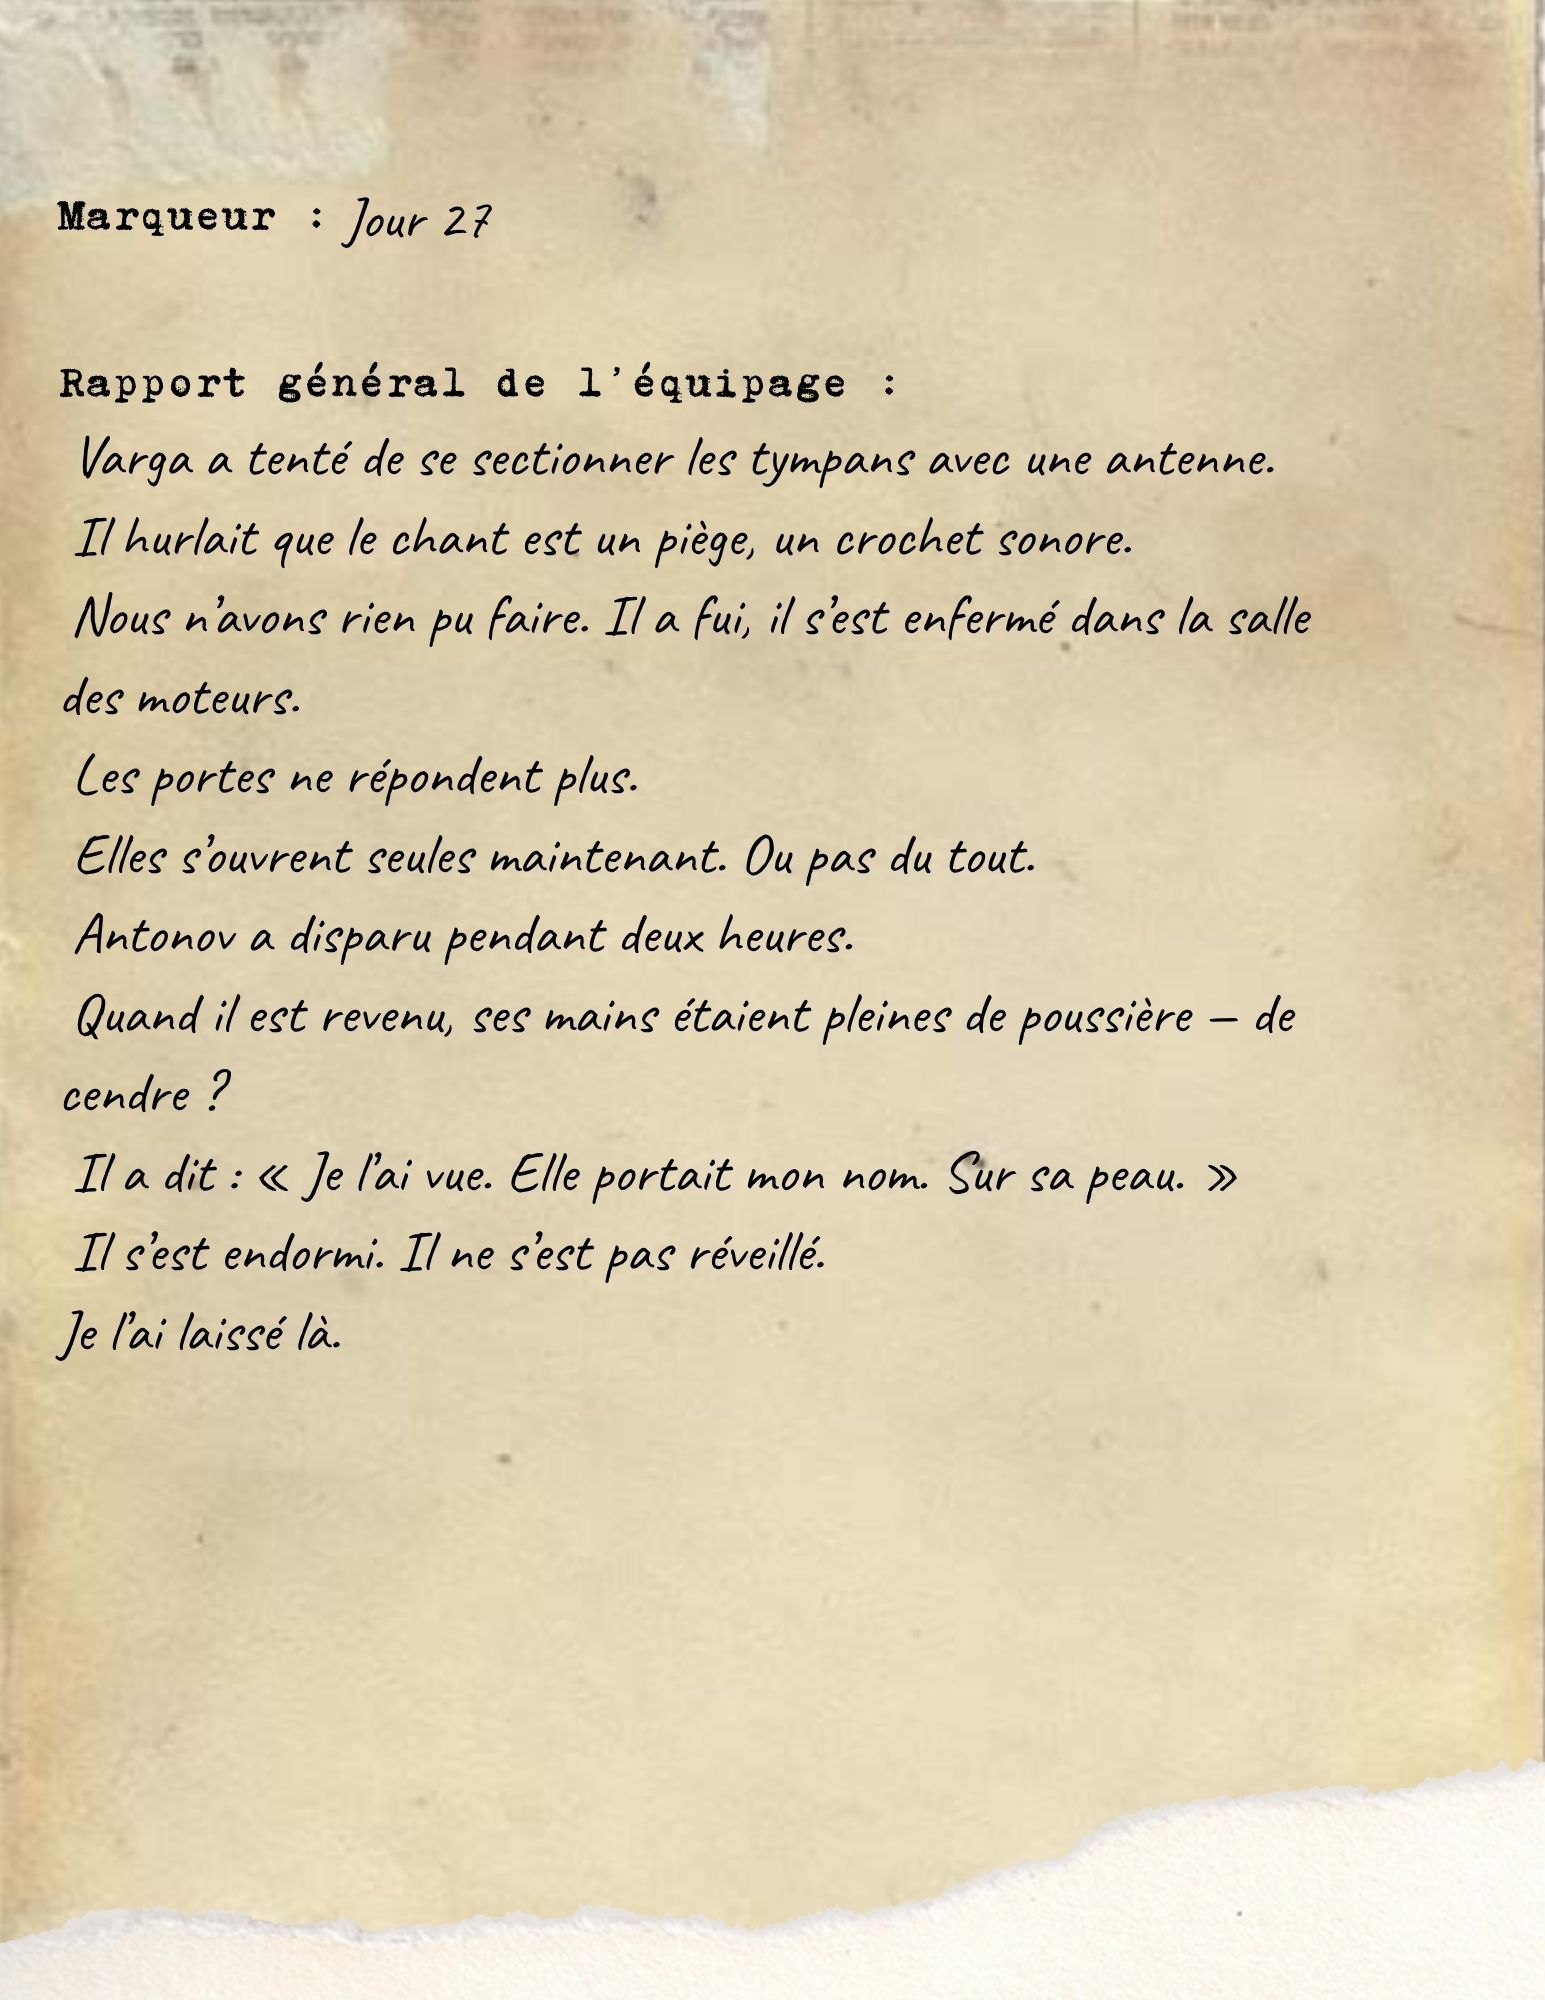 Marqueur : Jour 27
Rapport général de l'équipage :
Varga a tenté de se sectionner les tympans avec une antenne.
Il hurlait que le chant est un piège, un crochet sonore.
Nous n’avons rien pu faire. Il a fui, il s’est enfermé dans la salle
des moteurs.
Les portes ne répondent plus.
Elles s’ouvrent seules maintenant. Ou pas du tout.
Antonov a disparu pendant deux heures.
Quand il est revenu, ses mains étaient pleines de poussière — de
cendre ?
Il a dit : « Je l’ai vue. Elle portait mon nom. Sur sa peau. »
Il s’est endormi. Il ne s’est pas réveillé.
Je l’ai laissé là.